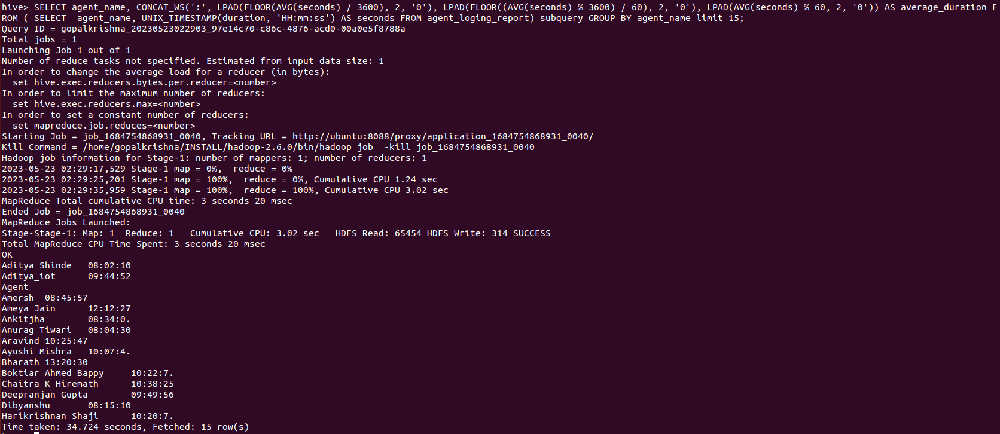 hive> SELECT agent_name, CONCAT_WS(':', LPAD(FLOOR(AVG(seconds) / 3600), 2, '0'), LPAD(FLOOR((AVG(seconds) % 3600) / 60), 2, '0'), LPAD(AVG(seconds) % 60, 2, '0')) AS average_duration F
ROM ( SELECT  agent_name, UNIX_TIMESTAMP(duration, 'HH:mm:ss') AS seconds FROM agent_loging_report) subquery GROUP BY agent_name limit 15;
Query ID = gopalkrishna_20230523022903_97e14c70-c86c-4876-acd0-00a0e5f8788a
Total jobs = 1
Launching Job 1 out of 1
Number of reduce tasks not specified. Estimated from input data size: 1
In order to change the average load for a reducer (in bytes):
  set hive.exec.reducers.bytes.per.reducer=<number>
In order to limit the maximum number of reducers:
  set hive.exec.reducers.max=<number>
In order to set a constant number of reducers:
  set mapreduce.job.reduces=<number>
Starting Job = job_1684754868931_0040, Tracking URL = http://ubuntu:8088/proxy/application_1684754868931_0040/
Kill Command = /home/gopalkrishna/INSTALL/hadoop-2.6.0/bin/hadoop job  -kill job_1684754868931_0040
Hadoop job information for Stage-1: number of mappers: 1; number of reducers: 1
2023-05-23 02:29:17,529 Stage-1 map = 0%,  reduce = 0%
2023-05-23 02:29:25,201 Stage-1 map = 100%,  reduce = 0%, Cumulative CPU 1.24 sec
2023-05-23 02:29:35,959 Stage-1 map = 100%,  reduce = 100%, Cumulative CPU 3.02 sec
MapReduce Total cumulative CPU time: 3 seconds 20 msec
Ended Job = job_1684754868931_0040
MapReduce Jobs Launched:
Stage-Stage-1: Map: 1  Reduce: 1   Cumulative CPU: 3.02 sec   HDFS Read: 65454 HDFS Write: 314 SUCCESS
Total MapReduce CPU Time Spent: 3 seconds 20 msec
OK
Aditya Shinde	08:02:10
Aditya_iot	09:44:52
Agent
Amersh	08:45:57
Ameya Jain	12:12:27
Ankitjha	08:34:0.
Anurag Tiwari	08:04:30
Aravind	10:25:47
Ayushi Mishra	10:07:4.
Bharath	13:20:30
Boktiar Ahmed Bappy	10:22:7.
Chaitra K Hiremath	10:38:25
Deepranjan Gupta	09:49:56
Dibyanshu	08:15:10
Harikrishnan Shaji	10:20:7.
Time taken: 34.724 seconds, Fetched: 15 row(s)